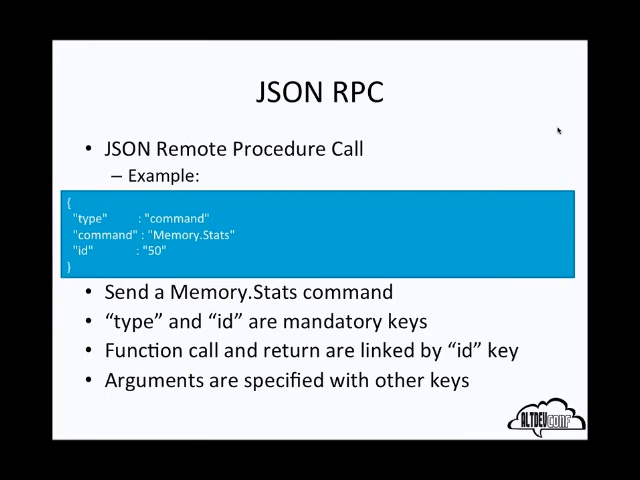 JSON RPC
• JSON Remote Procedure Call
– Example:
{
"type" : "command"
"command" : "Memory.Stats"
"id" : "50"
}
• Send a Memory.Stats command
• “type” and “id” are mandatory keys
• Function call and return are linked by “id” key
• Arguments are specified with other keys
ALTDEVCONF